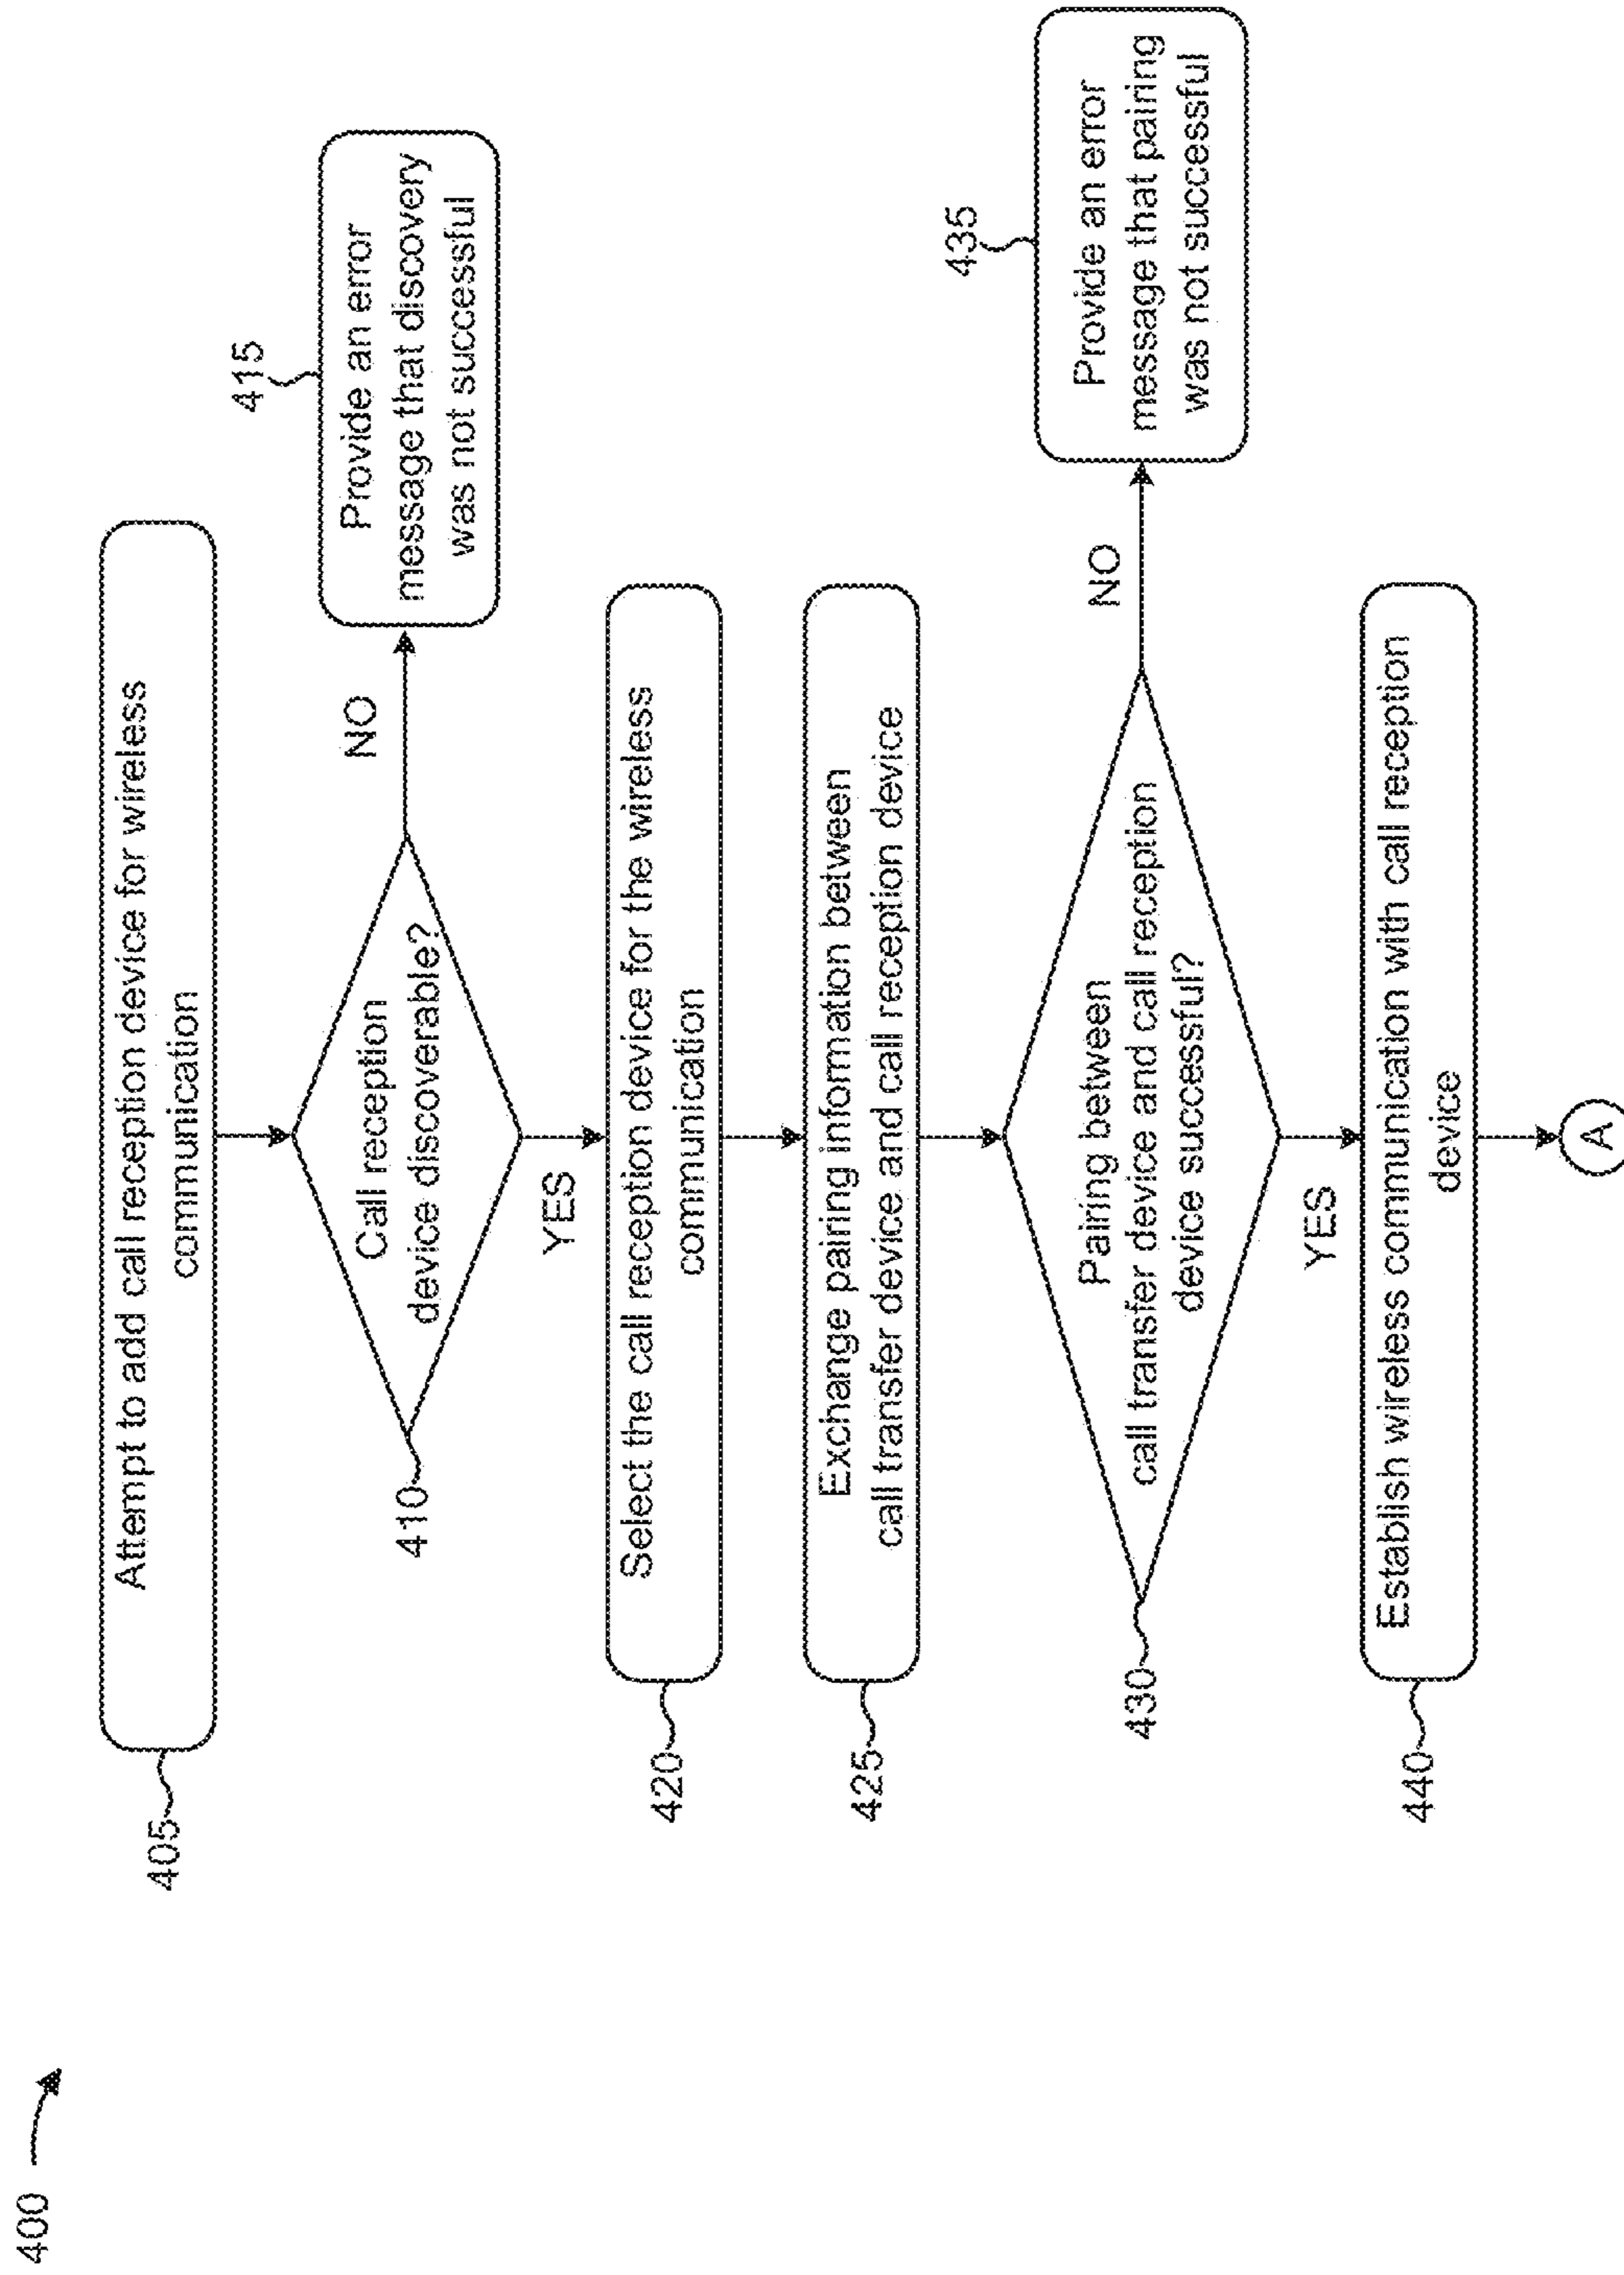 400
405
Attempt to add call reception device for wireless
communication
410
Call reception
device discoverable?
NO
415
Provide an error
message that discovery
was not successful
YES
420
Select the call reception device for the wireless
communication
425
Exchange pairing information between
call transfer device and call reception device
430
Pairing between
call transfer device and call reception
device successful?
NO
435
Provide an error
message that pairing
was not successful
YES
440
Establish wireless communication with call reception
device
A